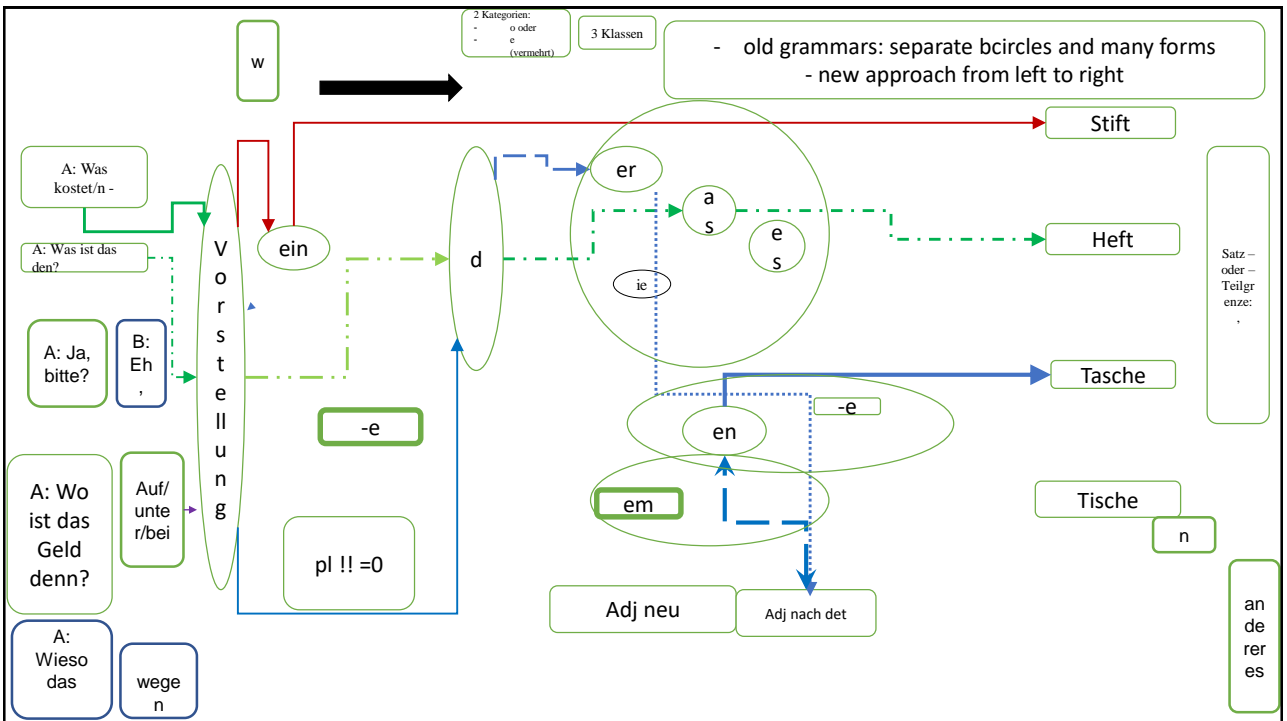 2 Kategorien:
- o oder
- e
(vermehrt)
3 Klassen
- old grammars: separate bcircles and many forms
- new approach from left to right
w
Stift
A: Was
kostet/n -
er
a
s
ein
e
s
Heft
A: Was ist das
den?
V
o
r
s
t
e
ll
u
n
g
d
ie
Satz –
oder –
Teilgr
enze:
,
A: Ja,
bitte?
B:
Eh
,
Tasche
-e
-e
en
A: Wo
ist das
Geld
denn?
Auf/
unte
r/bei
em
Tische
n
pl !! =0
Adj neu
Adj nach det
an
de
rer
es
A:
Wieso
das
wege
n